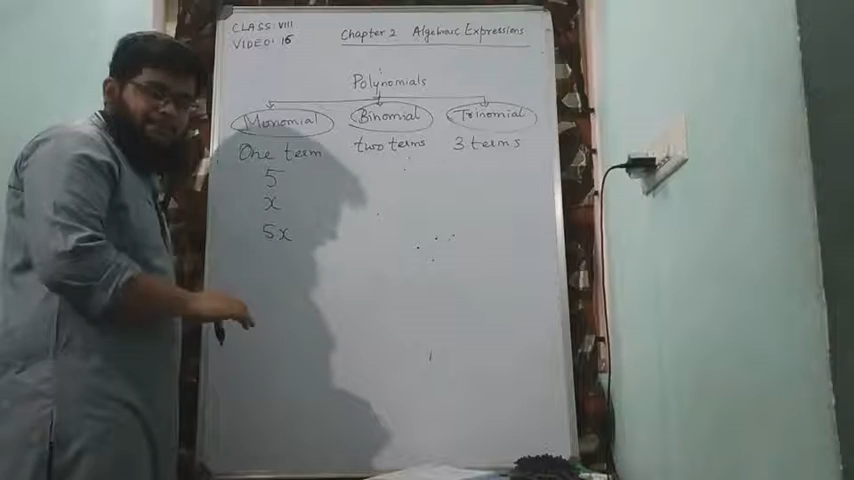 CLASS: VIII
VIDEO: 16
Chapter 2 Algebraic Expressions
Polynomials
Monomial Binomial Trinomial
One term two terms 3 terms
5
x
5x